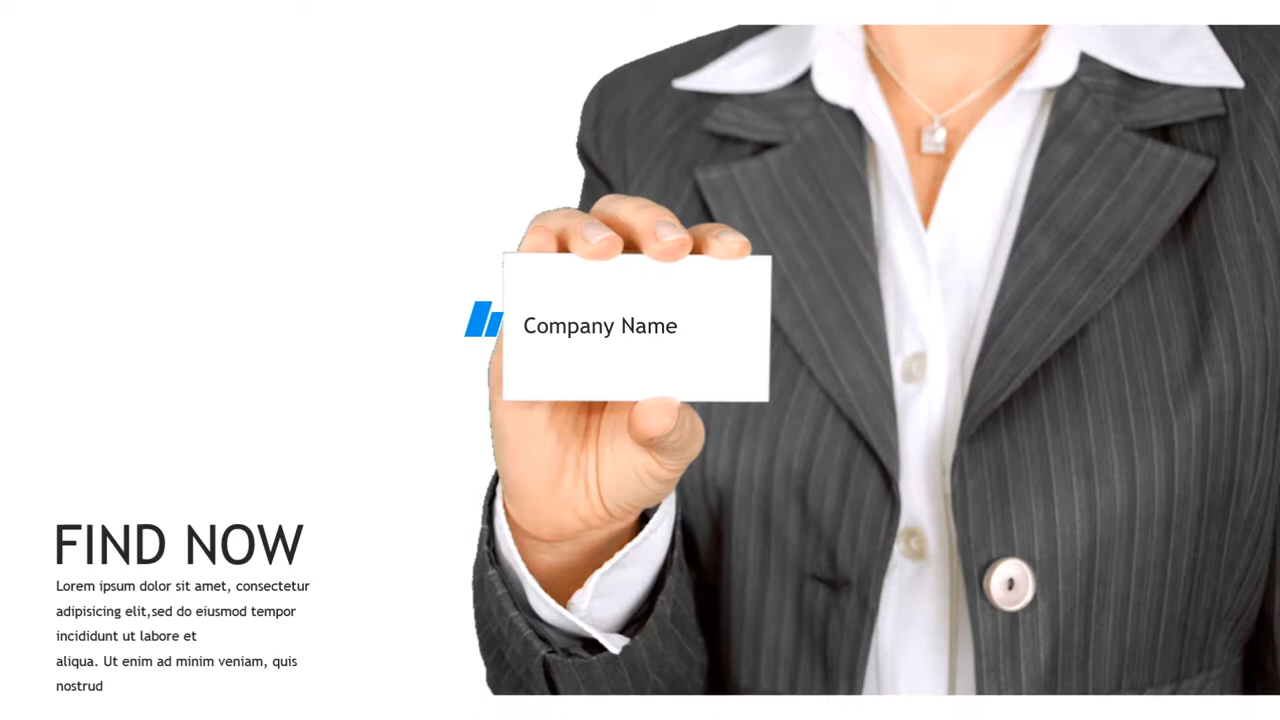 Company Name
FIND NOW
Lorem ipsum dolor sit amet, consectetur
adipisicing elit,sed do eiusmod tempor
incididunt ut labore et
aliqua. Ut enim ad minim veniam, quis
nostrud